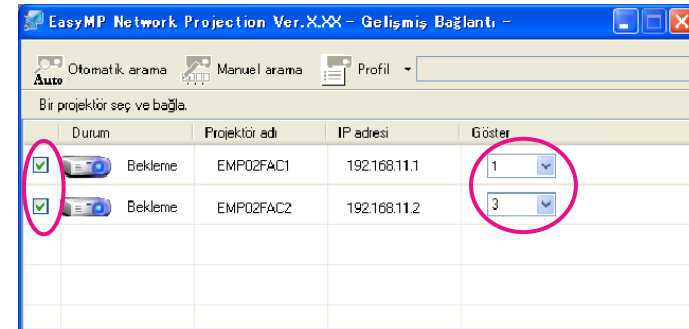 EasyMP Network Projection Ver.X.XX - Gelişmiş Bağlantı -
Auto Otomatik arama Manuel arama Profil
Bir projektör seç ve bağla.
Durum Projektör adı IP adresi Göster
Bekleme EMP02FAC1 192.168.11.1 1
Bekleme EMP02FAC2 192.168.11.2 3